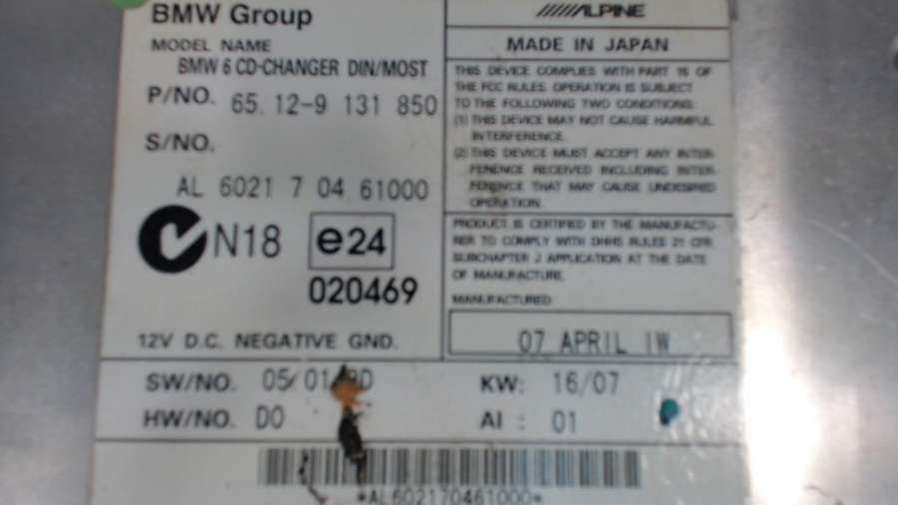 BMW Group
MODEL NAME
BMW 6 CD-CHANGER DIN/MOST
P/NO. 65.12-9 131 850
S/NO.
AL 6021 7 04 61000
N18 e24
020469
12V D.C. NEGATIVE GND.
ALPINE
MADE IN JAPAN
THIS DEVICE COMPLIES WITH PART 15 OF
THE FCC RULES. OPERATION IS SUBJECT
TO THE FOLLOWING TWO CONDITIONS:
(1) THIS DEVICE MAY NOT CAUSE HARMFUL
INTERFERENCE.
(2) THIS DEVICE MUST ACCEPT ANY INTER-
FERENCE RECEIVED INCLUDING INTER-
FERENCE THAT MAY CAUSE UNDESIRED
OPERATION.
PRODUCT IS CERTIFIED BY THE MANUFACTU-
RER TO COMPLY WITH DHHS RULES 21 CFR
SUBCHAPTER J APPLICATION AT THE DATE
OF MANUFACTURE.
MANUFACTURED:
07 APRIL IW
SW/NO. 05/01 KW: 16/07
HW/NO. D0 AI : 01
*AL602170461000*